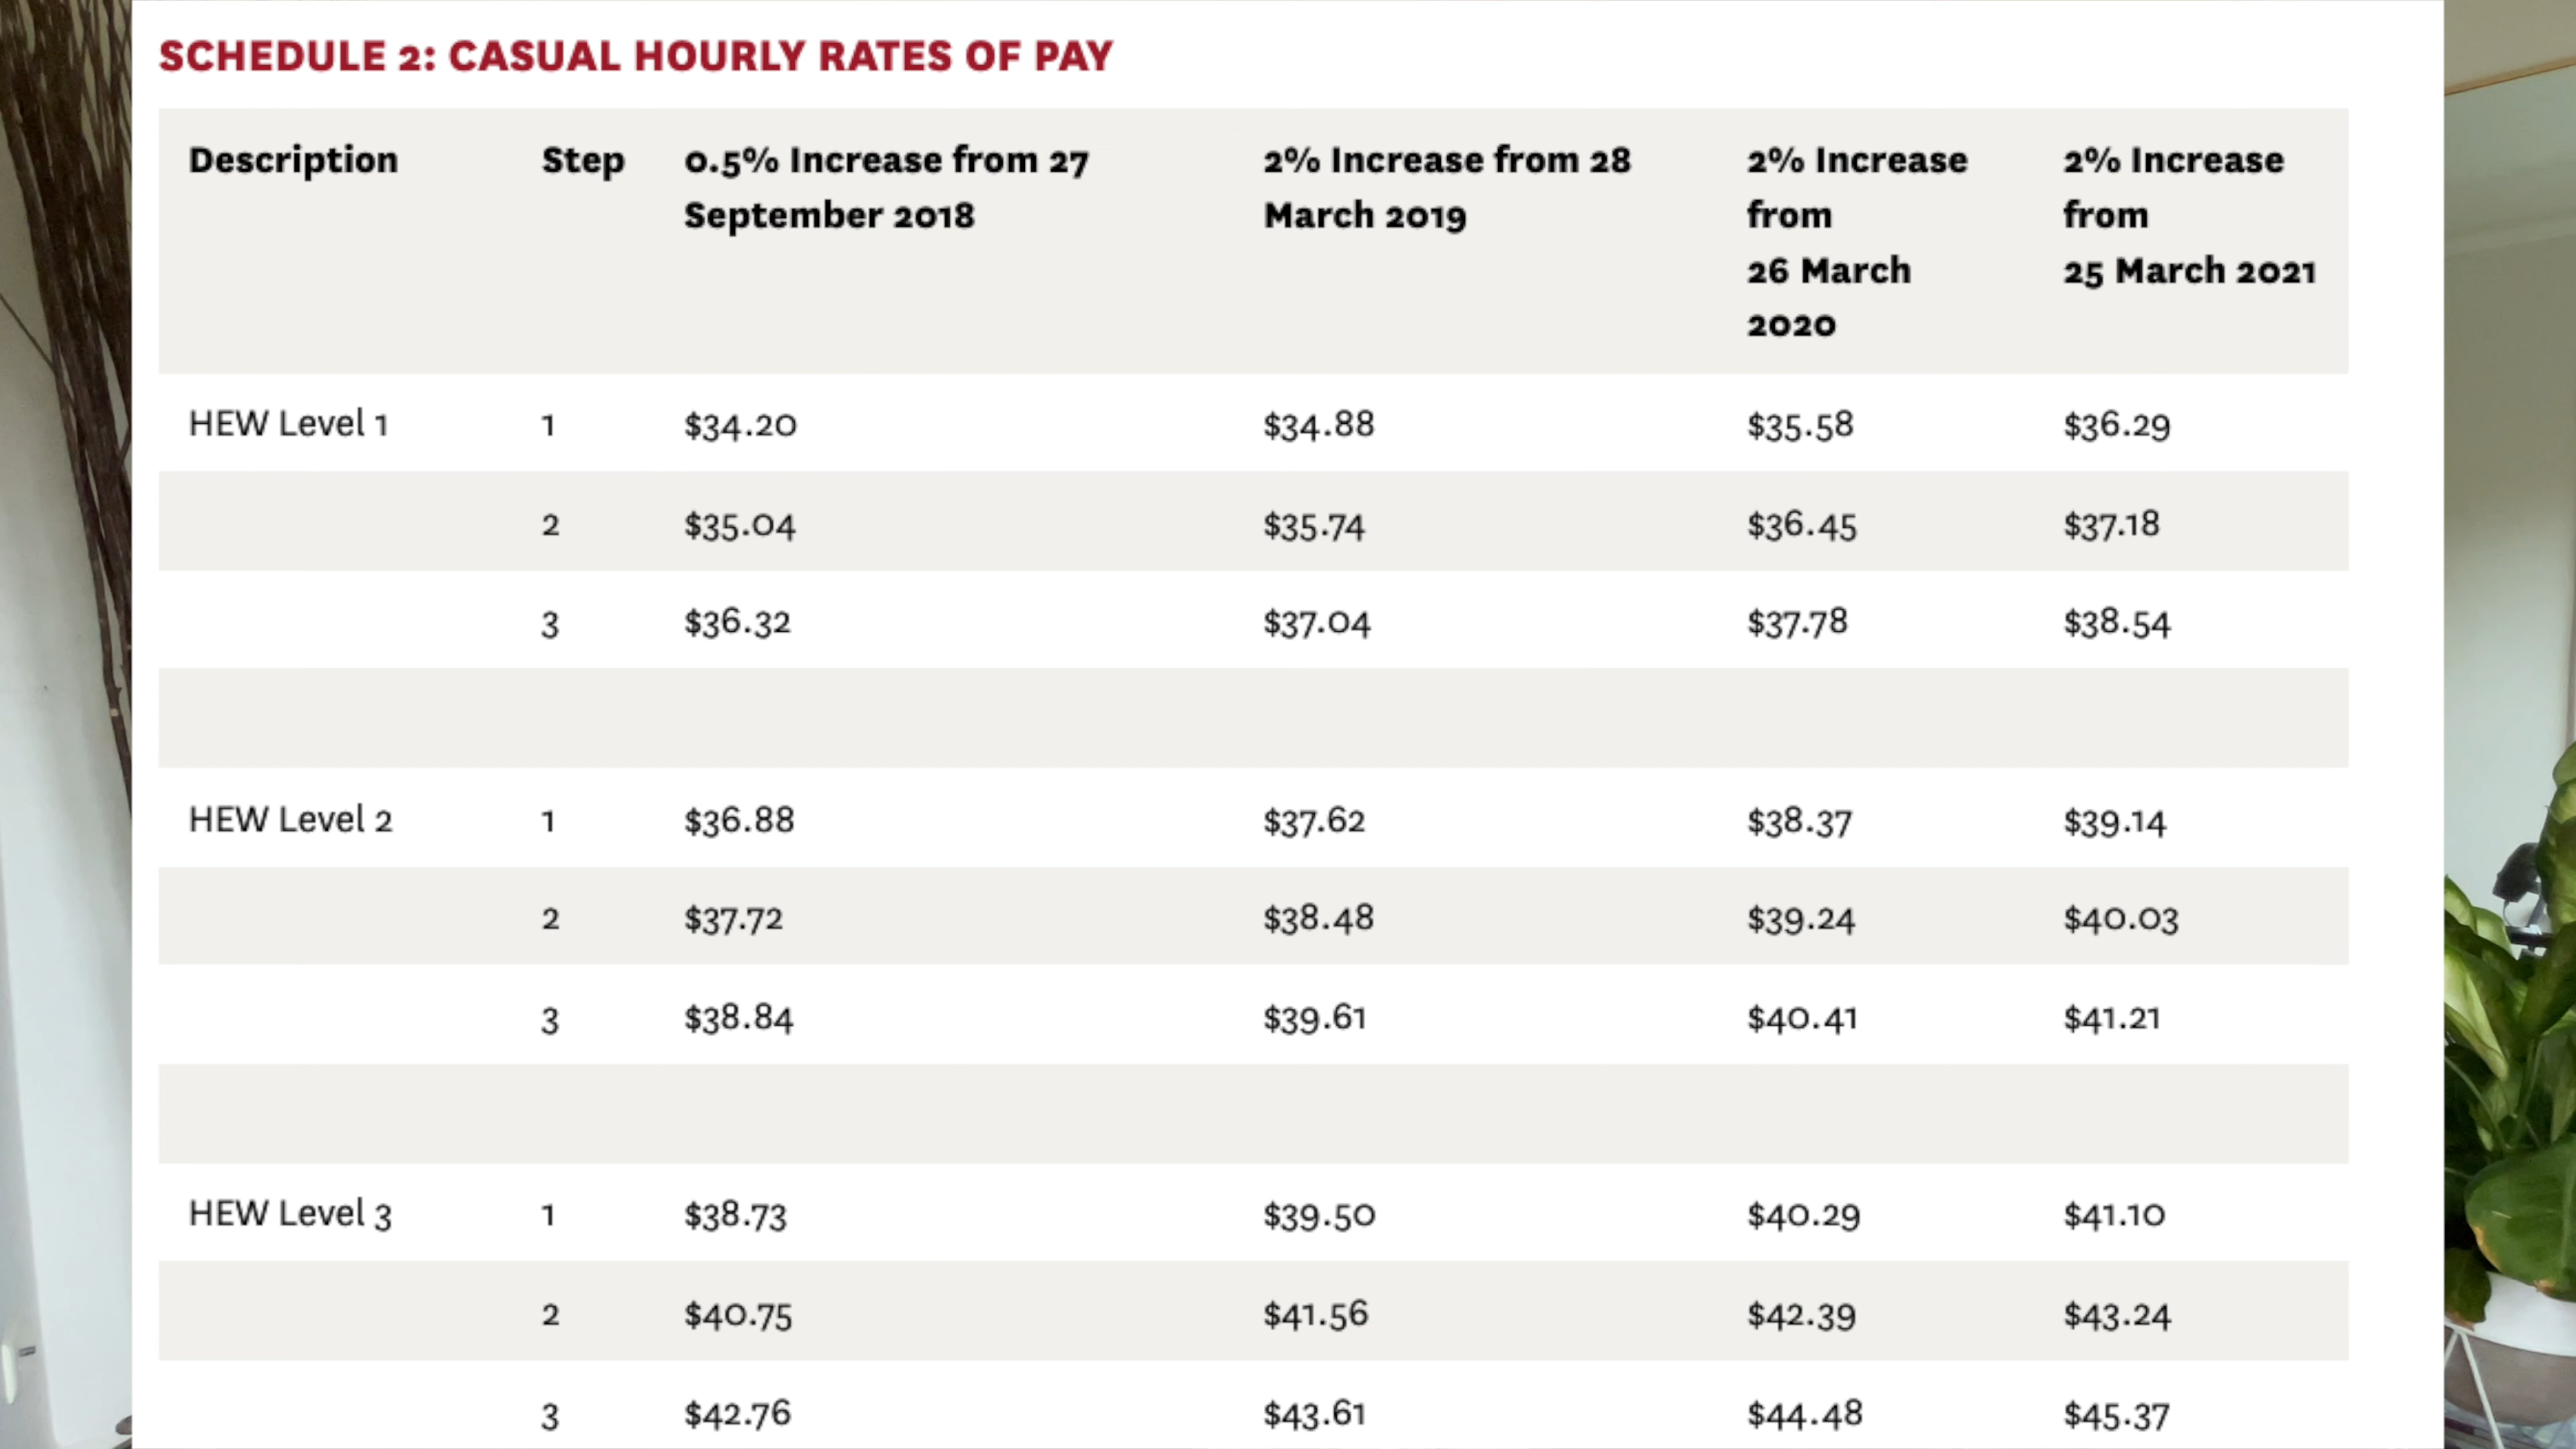 SCHEDULE 2: CASUAL HOURLY RATES OF PAY
Description Step 0.5% Increase from 27 September 2018 2% Increase from 28 March 2019 2% Increase from 26 March 2020 2% Increase from 25 March 2021
HEW Level 1 1 $34.20 $34.88 $35.58 $36.29
2 $35.04 $35.74 $36.45 $37.18
3 $36.32 $37.04 $37.78 $38.54
HEW Level 2 1 $36.88 $37.62 $38.37 $39.14
2 $37.72 $38.48 $39.24 $40.03
3 $38.84 $39.61 $40.41 $41.21
HEW Level 3 1 $38.73 $39.50 $40.29 $41.10
2 $40.75 $41.56 $42.39 $43.24
3 $42.76 $43.61 $44.48 $45.37